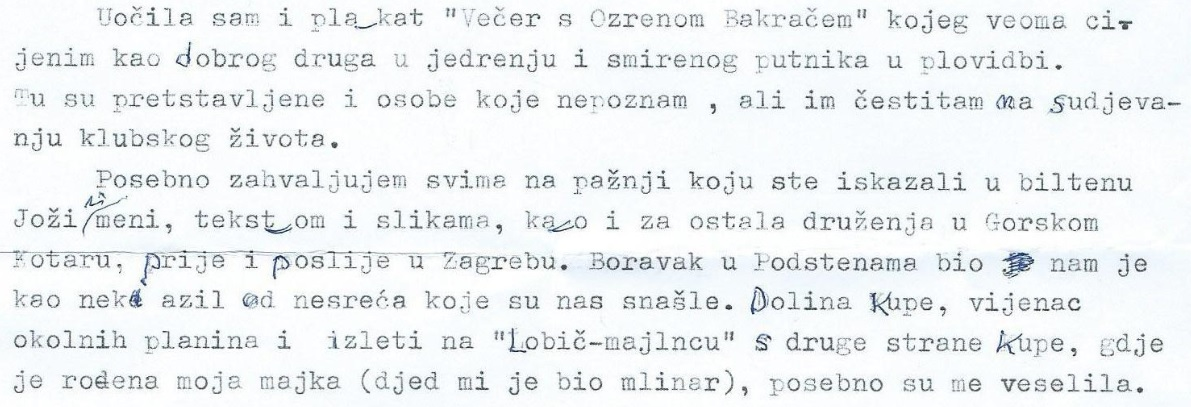 Uočila sam i plakat "Večer s Ozrenom Bakračem" kojeg veoma ci-
jenim kao dobrog druga u jedrenju i smirenog putnika u plovidbi.
Tu su pretstavljene i osobe koje nepoznam , ali im čestitam na sudjeva-
nju klubskog života.
Posebno zahvaljujem svima na pažnji koju ste iskazali u biltenu
Joži i meni, tekstom i slikama, kao i za ostala druženja u Gorskom
Kotaru, prije i poslije u Zagrebu. Boravak u Podstenama bio nam je
kao neki azil od nesreća koje su nas snašle. Dolina Kupe, vijenac
okolnih planina i izleti na "Lobič-majlncu" s druge strane Kupe, gdje
je rođena moja majka (djed mi je bio mlinar), posebno su me veselila.